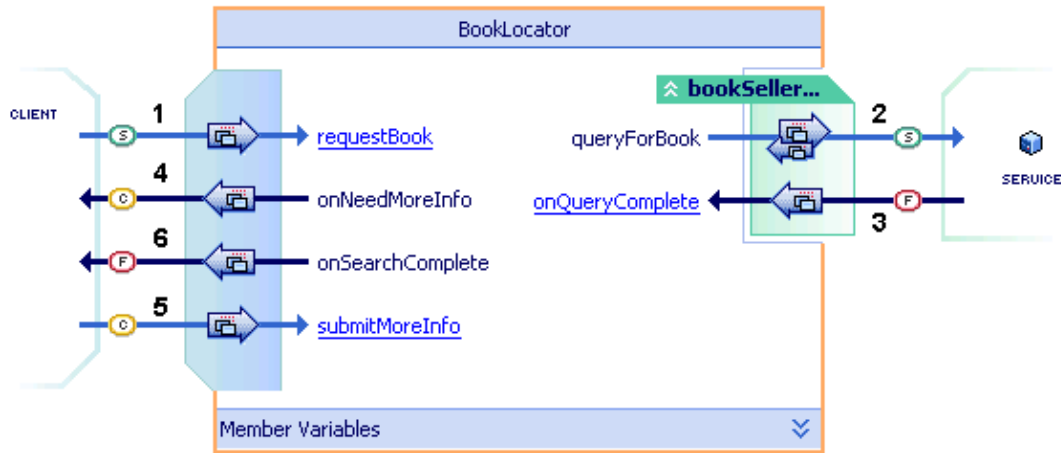 BookLocator
CLIENT
1
S
requestBook
4
C
onNeedMoreInfo
6
F
onSearchComplete
5
C
submitMoreInfo
bookSeller...
queryForBook
2
S
onQueryComplete
F
3
SERVICE
Member Variables